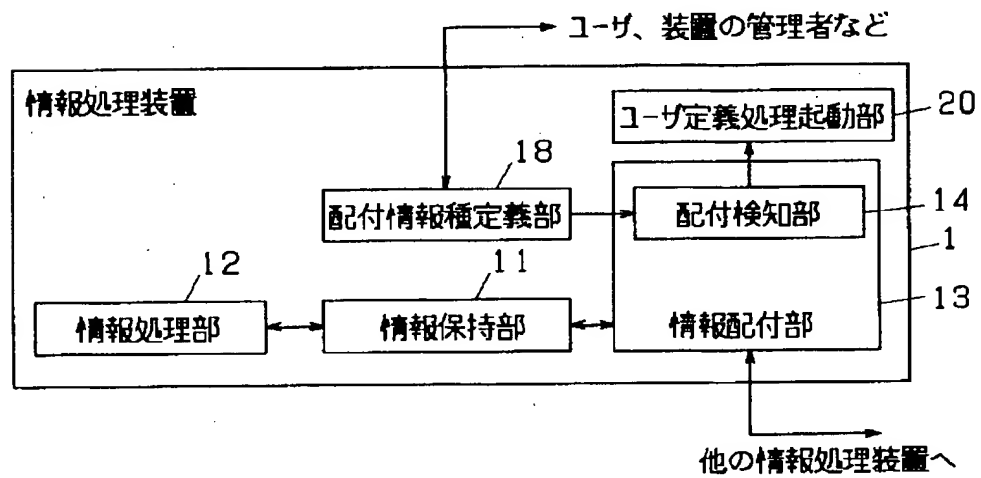 ユーザ、装置の管理者など
情報処理装置
ユーザ定義処理起動部
20
18
配付情報種定義部
配付検知部
14
1
12
11
13
情報処理部
情報保持部
情報配付部
他の情報処理装置へ